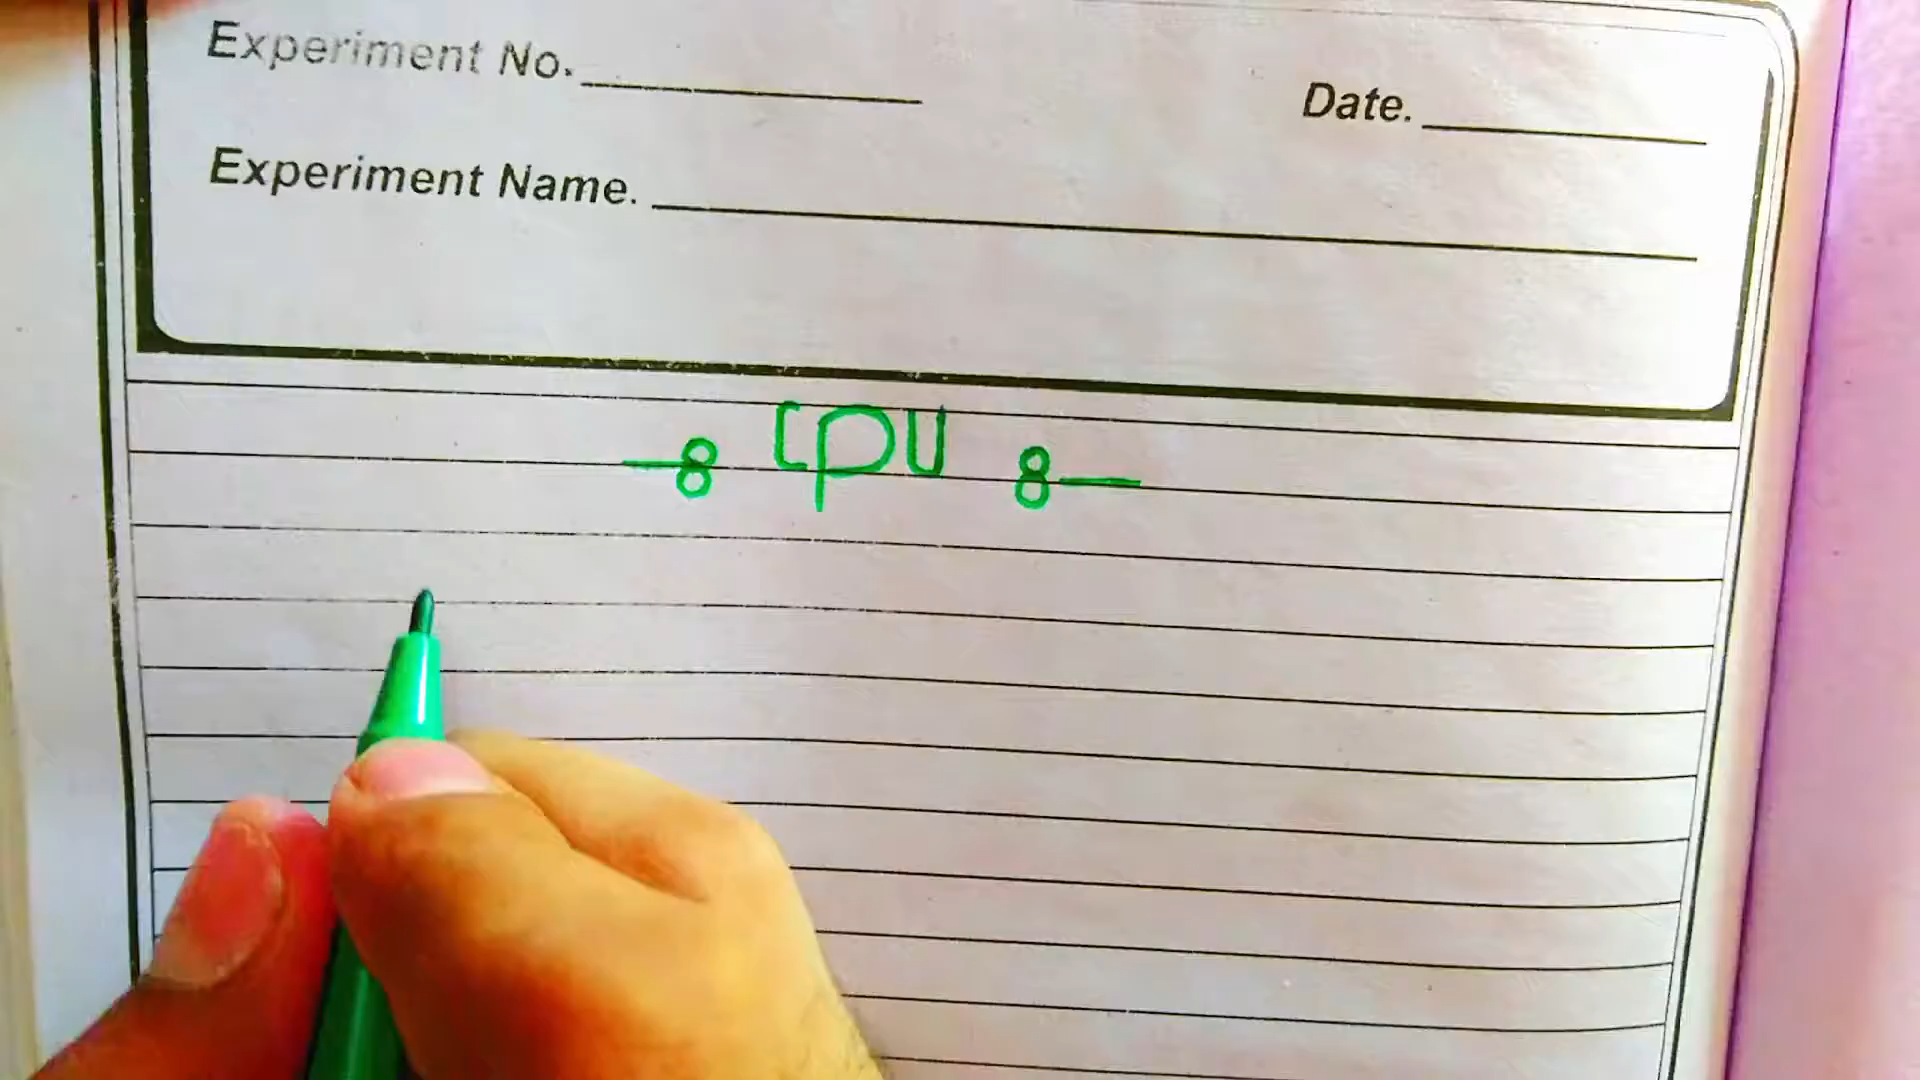 Experiment No.
Date.
Experiment Name.
—8 CPU 8—